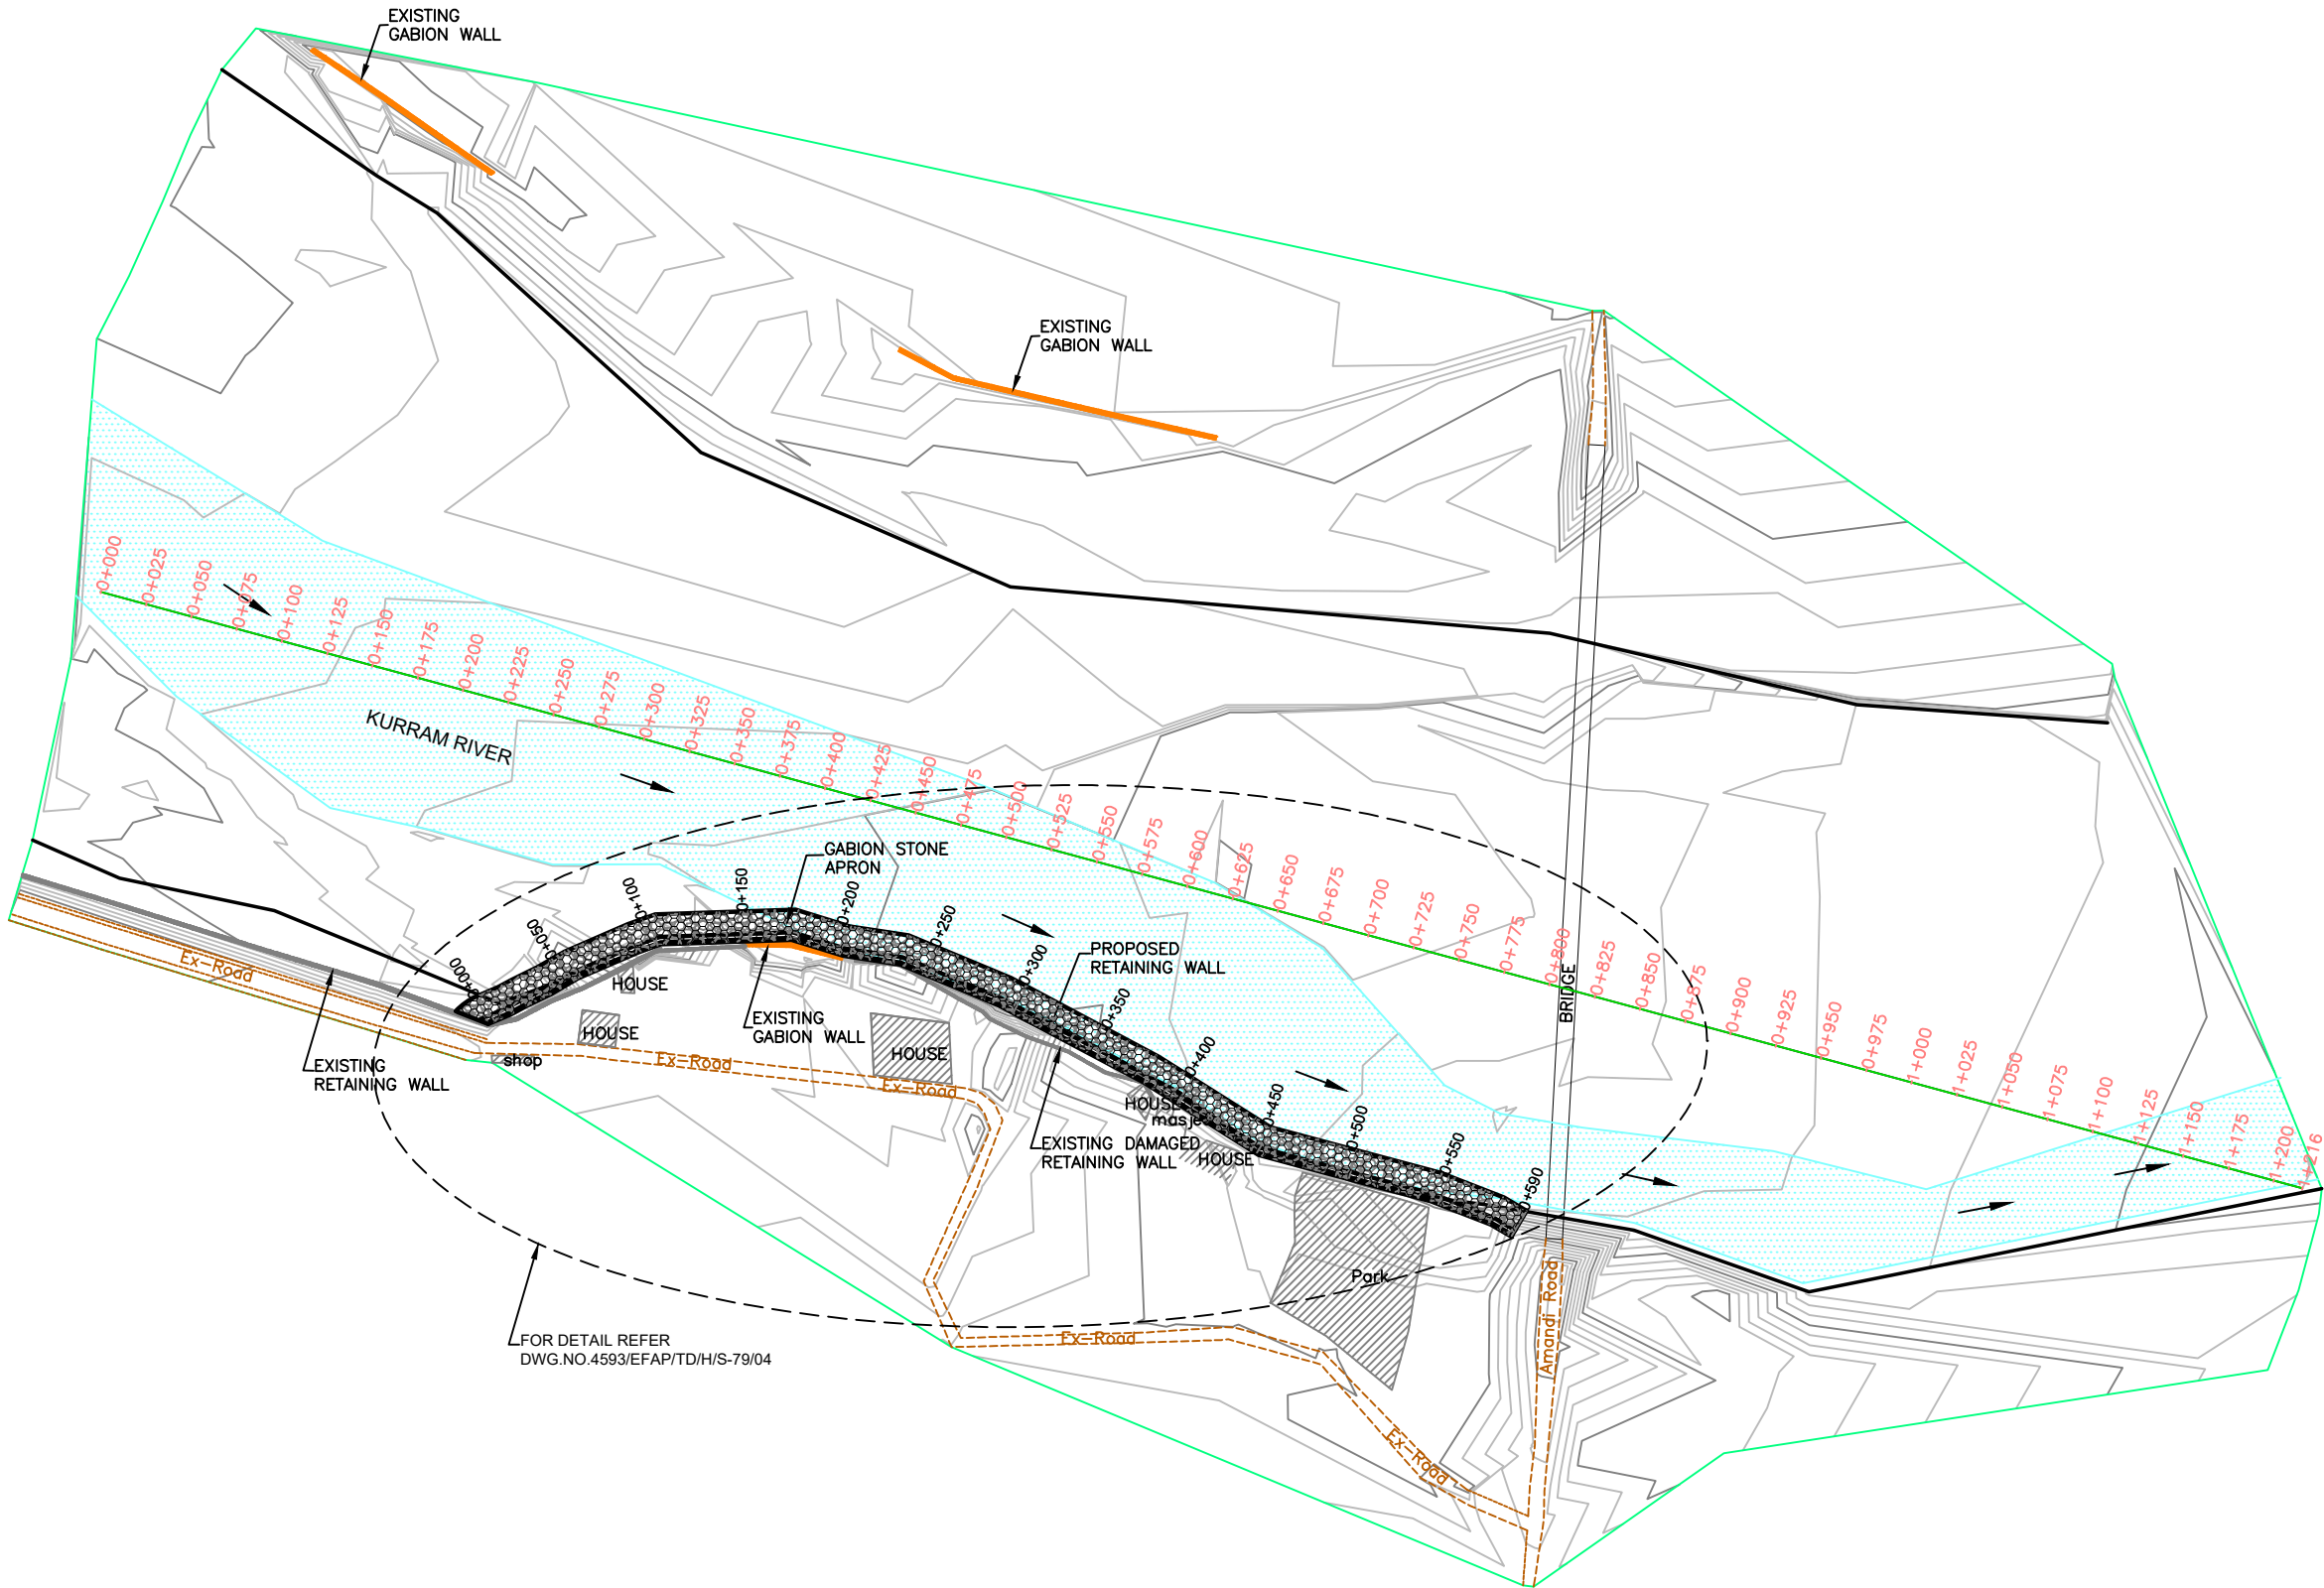 EXISTING
GABION WALL
EXISTING
GABION WALL
0+000
0+025
0+050
0+075
0+100
0+125
0+150
0+175
0+200
0+225
0+250
0+275
0+300
0+325
0+350
0+375
0+400
0+425
0+450
0+475
0+500
0+525
0+550
0+575
0+600
0+625
0+650
0+675
0+700
0+725
0+750
0+775
0+800
0+825
0+850
0+875
0+900
0+925
0+950
0+975
1+000
1+025
1+050
1+075
1+100
1+125
1+150
1+175
1+200
1+216
KURRAM RIVER
GABION STONE
APRON
0+000
0+050
0+100
0+150
0+200
0+250
0+300
0+350
0+400
0+450
0+500
0+550
0+590
PROPOSED
RETAINING WALL
BRIDGE
Ex-Road
HOUSE
EXISTING
GABION WALL
HOUSE
HOUSE
shop
Ex-Road
Ex-Road
EXISTING
RETAINING WALL
HOUSE
masje
EXISTING DAMAGED
RETAINING WALL
HOUSE
Park
Amandi Road
Ex-Road
Ex-Road
FOR DETAIL REFER
DWG.NO.4593/EFAP/TD/H/S-79/04